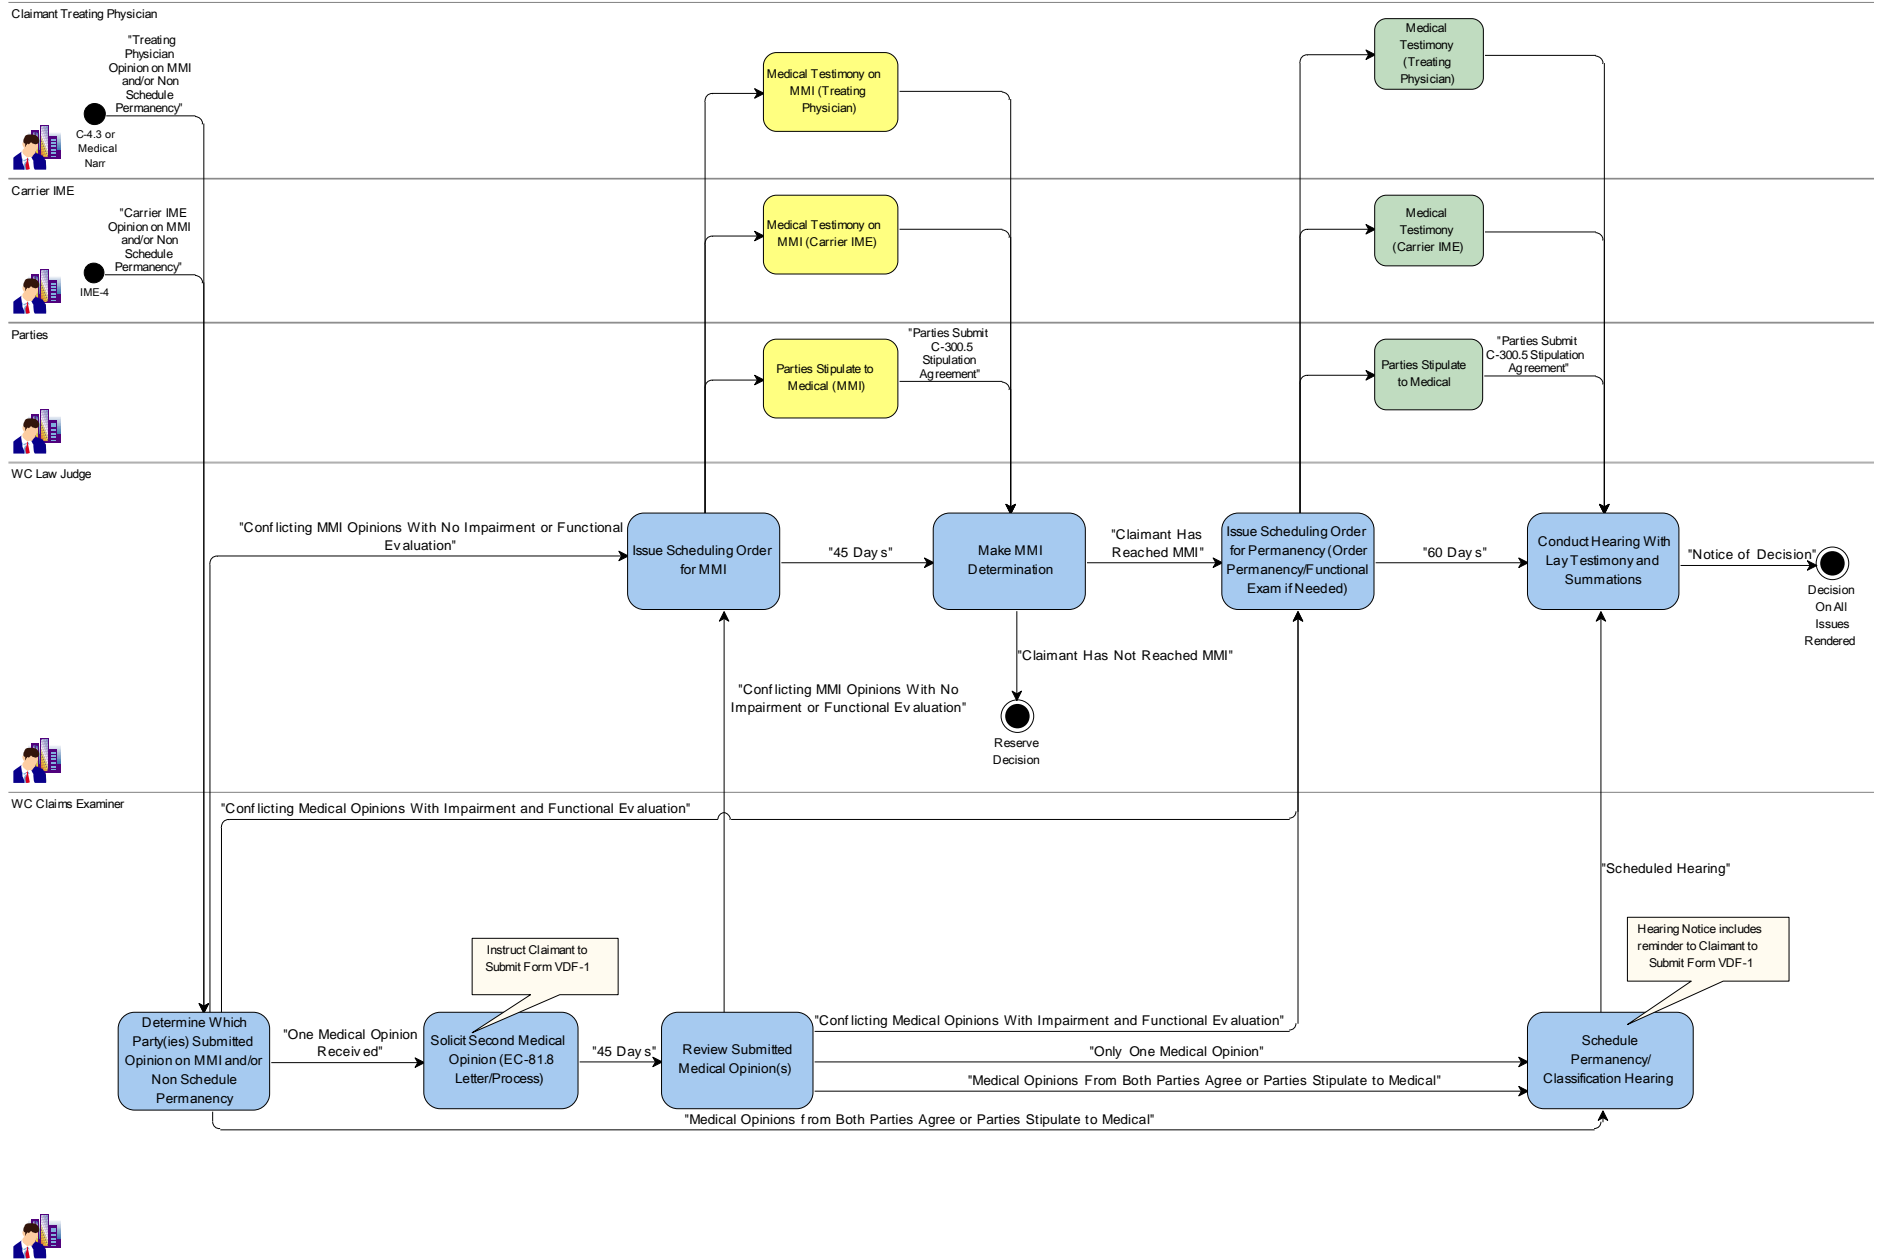 Claimant Treating Physician
"Treating
Physician
Opinion on MMI
and/or Non
Schedule
Permanency"
C-4.3 or
Medical
Narr
Medical Testimony on
MMI (Treating
Physician)
Medical
Testimony
(Treating
Physician)
Carrier IME
"Carrier IME
Opinion on MMI
and/or Non
Schedule
Permanency"
IME-4
Medical Testimony on
MMI (Carrier IME)
Medical
Testimony
(Carrier IME)
Parties
Parties Stipulate to
Medical (MMI)
"Parties Submit
C-300.5
Stipulation
Agreement"
Parties Stipulate
to Medical
"Parties Submit
C-300.5 Stipulation
Agreement"
WC Law Judge
"Conflicting MMI Opinions With No Impairment or Functional
Evaluation"
Issue Scheduling Order
for MMI
"45 Days"
Make MMI
Determination
"Claimant Has
Reached MMI"
Issue Scheduling Order
for Permanency (Order
Permanency/Functional
Exam if Needed)
"60 Days"
Conduct Hearing With
Lay Testimony and
Summations
"Notice of Decision"
Decision
On All
Issues
Rendered
"Claimant Has Not Reached MMI"
"Conflicting MMI Opinions With No
Impairment or Functional Evaluation"
Reserve
Decision
WC Claims Examiner
"Conflicting Medical Opinions With Impairment and Functional Evaluation"
"Scheduled Hearing"
Instruct Claimant to
Submit Form VDF-1
Hearing Notice includes
reminder to Claimant to
Submit Form VDF-1
Determine Which
Party(ies) Submitted
Opinion on MMI and/or
Non Schedule
Permanency
"One Medical Opinion
Received"
Solicit Second Medical
Opinion (EC-81.8
Letter/Process)
"45 Days"
Review Submitted
Medical Opinion(s)
"Conflicting Medical Opinions With Impairment and Functional Evaluation"
"Only One Medical Opinion"
"Medical Opinions From Both Parties Agree or Parties Stipulate to Medical"
Schedule
Permanency/
Classification Hearing
"Medical Opinions from Both Parties Agree or Parties Stipulate to Medical"